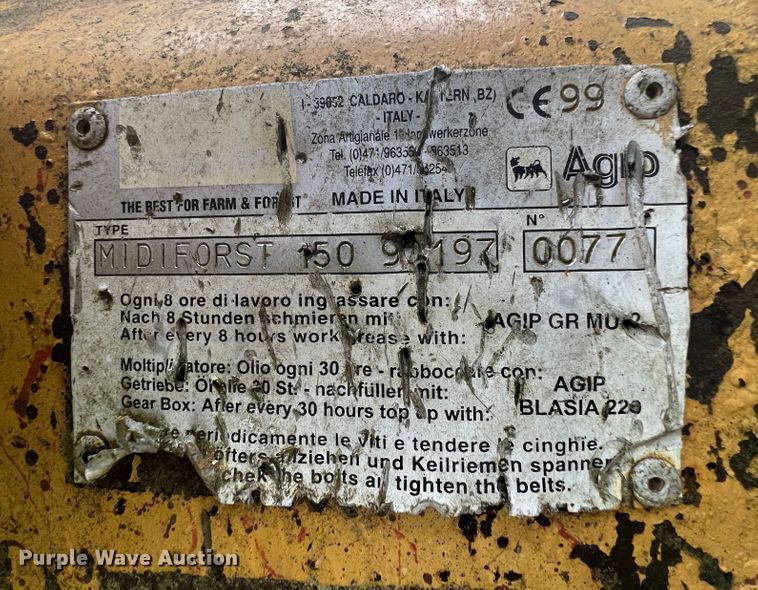 I - 39052 CALDARO - KALTERN (BZ)
- ITALY -
Zona Artigianale
Tel. (0)471/963550 - 963513
Telefax (0)471/
CE 99
Agip
THE BEST FOR FARM & FOREST
MADE IN ITALY
TYPE
N°
MIDIFORST 150
0077
Ogni 8 ore di lavoro ingrassare con:
Nach 8 Stunden schmieren mit:
AGIP GR MU 2
After every 8 hours work grease with:
Moltiplicatore: Olio ogni 30 ore - rabboccare con:
Getriebe: Öl alle 30 St. - nachfüllen mit:
AGIP
Gear Box: After every 30 hours top up with:
BLASIA 220
periodicamente le viti e tendere le cinghie.
öfters anziehen und Keilriemen spannen
check the bolts and tighten the belts.
Purple Wave Auction